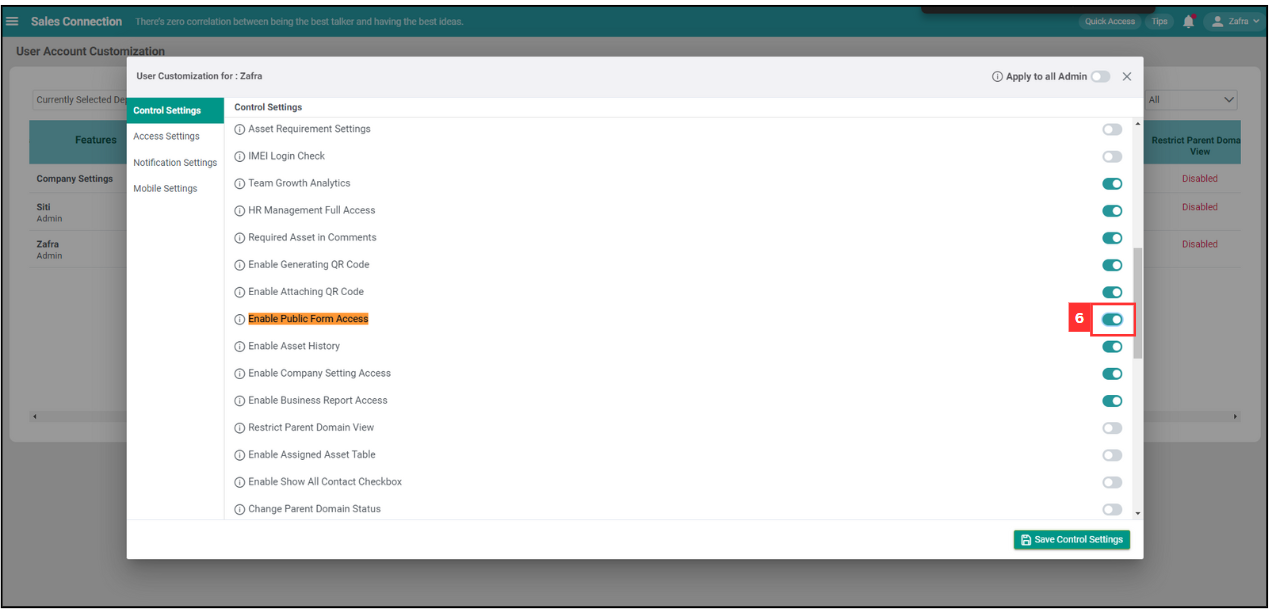 Sales Connection There's zero correlation between being the best talker and having the best ideas. Quick Access Tips Zafra
User Account Customization
User Customization for : Zafra Apply to all Admin
Currently Selected De All
Control Settings Control Settings
Access Settings
Notification Settings
Mobile Settings
Features Restrict Parent Doma
View
Company Settings Disabled
Siti Disabled
Admin
Zafra Disabled
Admin
Asset Requirement Settings
IMEI Login Check
Team Growth Analytics
HR Management Full Access
Required Asset in Comments
Enable Generating QR Code
Enable Attaching QR Code
Enable Public Form Access 6
Enable Asset History
Enable Company Setting Access
Enable Business Report Access
Restrict Parent Domain View
Enable Assigned Asset Table
Enable Show All Contact Checkbox
Change Parent Domain Status
Save Control Settings